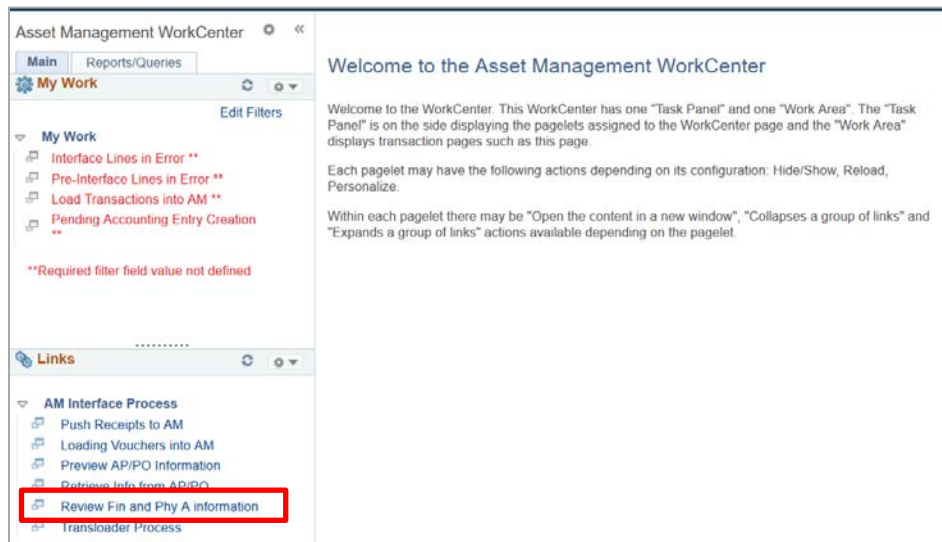 Asset Management WorkCenter
Main Reports/Queries
My Work
Edit Filters
My Work
Interface Lines in Error **
Pre-Interface Lines in Error **
Load Transactions into AM **
Pending Accounting Entry Creation
**
**Required filter field value not defined
Links
AM Interface Process
Push Receipts to AM
Loading Vouchers into AM
Preview AP/PO Information
Retrieve Info from AP/PO
Review Fin and Phy A information
Transloader Process
Welcome to the Asset Management WorkCenter
Welcome to the WorkCenter. This WorkCenter has one "Task Panel" and one "Work Area". The "Task
Panel" is on the side displaying the pagelets assigned to the WorkCenter page and the "Work Area"
displays transaction pages such as this page.
Each pagelet may have the following actions depending on its configuration: Hide/Show, Reload,
Personalize.
Within each pagelet there may be "Open the content in a new window", "Collapses a group of links" and
"Expands a group of links" actions available depending on the pagelet.